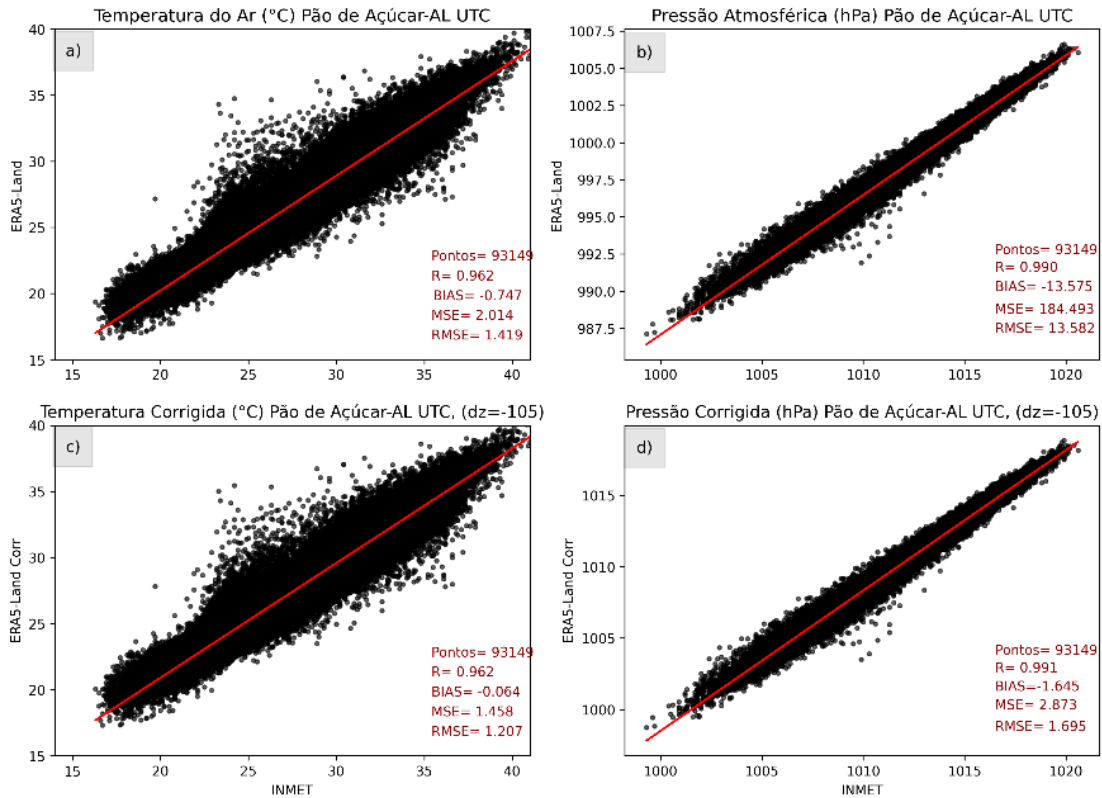 Temperatura do Ar (°C) Pão de Açúcar-AL UTC
a)
ERA5-Land
40
35
30
25
20
15
15
20
25
30
35
40
Pontos= 93149
R= 0.962
BIAS= -0.747
MSE= 2.014
RMSE= 1.419
Pressão Atmosférica (hPa) Pão de Açúcar-AL UTC
b)
ERA5-Land
1007.5
1005.0
1002.5
1000.0
997.5
995.0
992.5
990.0
987.5
1000
1005
1010
1015
1020
Pontos= 93149
R= 0.990
BIAS= -13.575
MSE= 184.493
RMSE= 13.582
Temperatura Corrigida (°C) Pão de Açúcar-AL UTC, (dz=-105)
c)
ERA5-Land Corr
40
35
30
25
20
15
15
20
25
30
35
40
INMET
Pontos= 93149
R= 0.962
BIAS= -0.064
MSE= 1.458
RMSE= 1.207
Pressão Corrigida (hPa) Pão de Açúcar-AL UTC, (dz=-105)
d)
ERA5-Land Corr
1015
1010
1005
1000
1000
1005
1010
1015
1020
INMET
Pontos= 93149
R= 0.991
BIAS=-1.645
MSE= 2.873
RMSE= 1.695